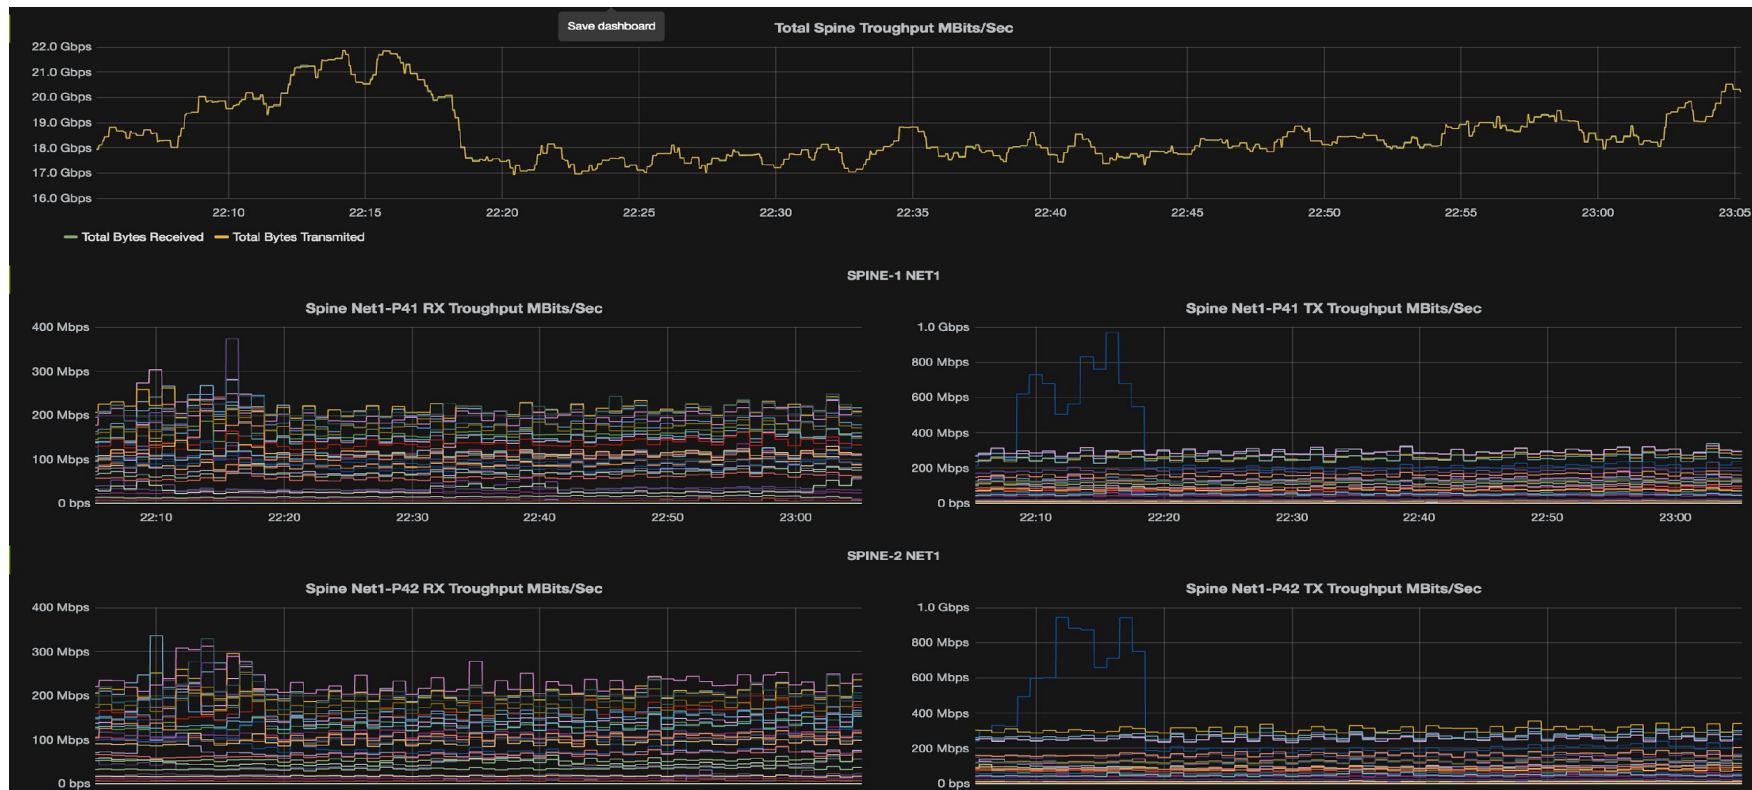 Save dashboard
Total Spine Troughput MBits/Sec
22.0 Gbps
21.0 Gbps
20.0 Gbps
19.0 Gbps
18.0 Gbps
17.0 Gbps
16.0 Gbps
22:10 22:15 22:20 22:25 22:30 22:35 22:40 22:45 22:50 22:55 23:00 23:05
Total Bytes Received Total Bytes Transmited
SPINE-1 NET1
Spine Net1-P41 RX Troughput MBits/Sec
400 Mbps
300 Mbps
200 Mbps
100 Mbps
0 bps
22:10 22:20 22:30 22:40 22:50 23:00
Spine Net1-P41 TX Troughput MBits/Sec
1.0 Gbps
800 Mbps
600 Mbps
400 Mbps
200 Mbps
0 bps
22:10 22:20 22:30 22:40 22:50 23:00
SPINE-2 NET1
Spine Net1-P42 RX Troughput MBits/Sec
400 Mbps
300 Mbps
200 Mbps
100 Mbps
0 bps
Spine Net1-P42 TX Troughput MBits/Sec
1.0 Gbps
800 Mbps
600 Mbps
400 Mbps
200 Mbps
0 bps